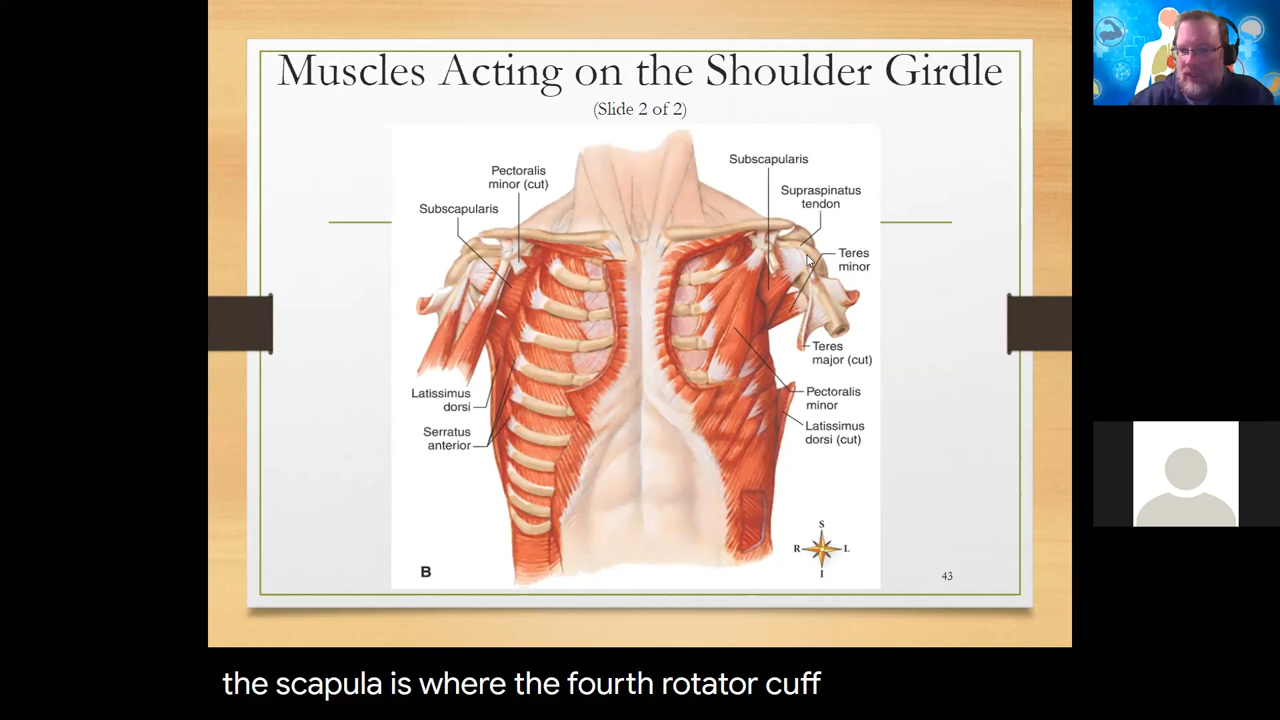 Muscles Acting on the Shoulder Girdle
(Slide 2 of 2)
Pectoralis
minor (cut)
Subscapularis
Subscapularis
Supraspinatus
tendon
Teres
minor
Teres
major (cut)
Pectoralis
minor
Latissimus
dorsi (cut)
Latissimus
dorsi
Serratus
anterior
S
R L
I
B
43
the scapula is where the fourth rotator cuff